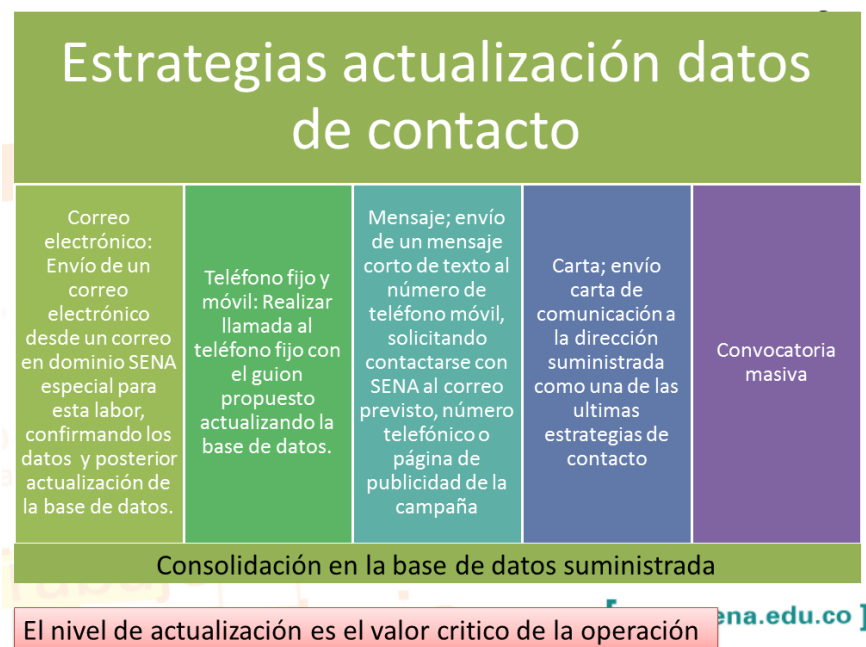 Estrategias actualización datos
de contacto
Correo
electrónico:
Envío de un
correo
electrónico
desde un correo
en dominio SENA
especial para
esta labor,
confirmando los
datos y posterior
actualización de
la base de datos.
Teléfono fijo y
móvil: Realizar
llamada al
teléfono fijo con
el guion
propuesto
actualizando la
base de datos.
Mensaje; envío
de un mensaje
corto de texto al
número de
teléfono móvil,
solicitando
contactarse con
SENA al correo
previsto, número
telefónico o
página de
publicidad de la
campaña
Carta; envío
carta de
comunicación a
la dirección
suministrada
como una de las
ultimas
estrategias de
contacto
Convocatoria
masiva
Consolidación en la base de datos suministrada
ena.edu.co ]
El nivel de actualización es el valor critico de la operación